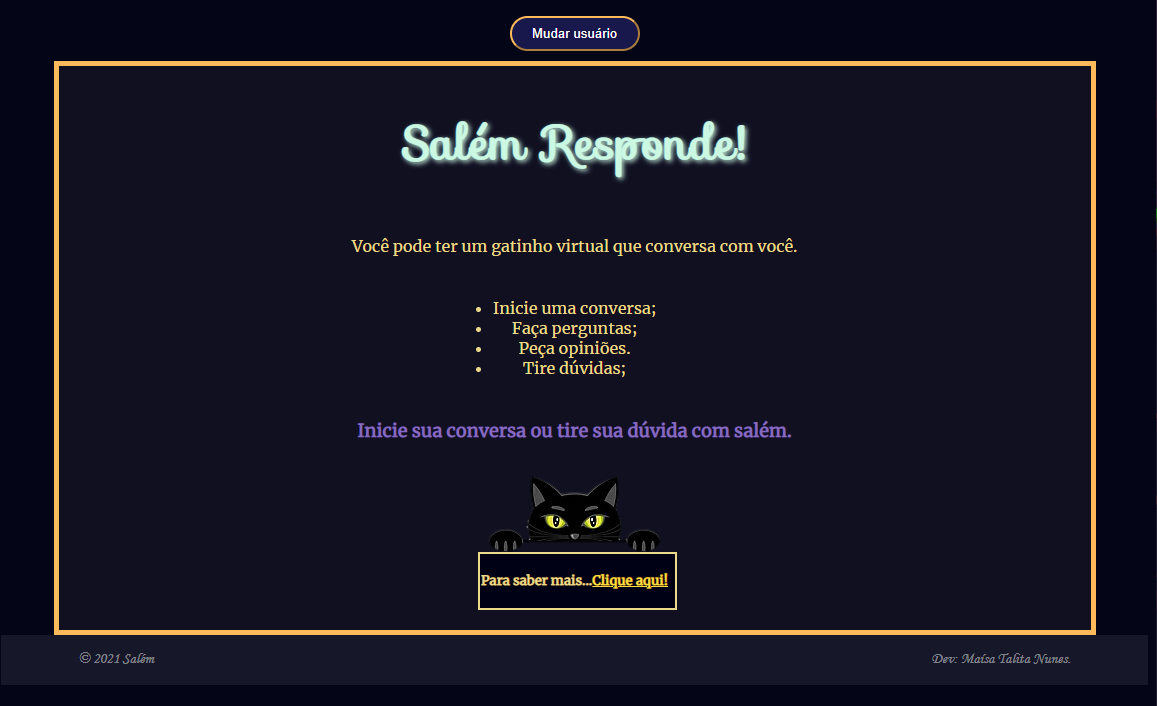 Mudar usuário
Salém Responde!
Você pode ter um gatinho virtual que conversa com você.
• Inicie uma conversa;
• Faça perguntas;
• Peça opiniões.
• Tire dúvidas;
Inicie sua conversa ou tire sua dúvida com salém.
Para saber mais...Clique aqui!
© 2021 Salém
Dev: Maísa Talita Nunes.